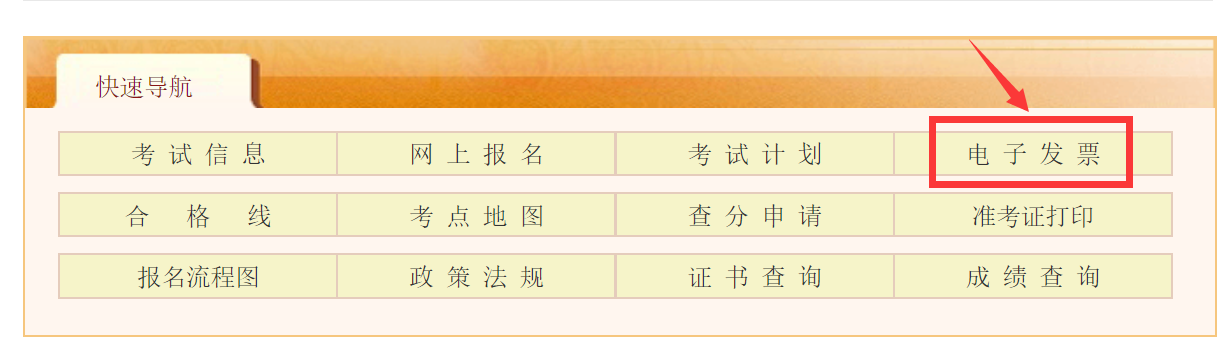 快速导航
考试信息 网上报名 考试计划 电子发票
合格线 考点地图 查分申请 准考证打印
报名流程图 政策法规 证书查询 成绩查询